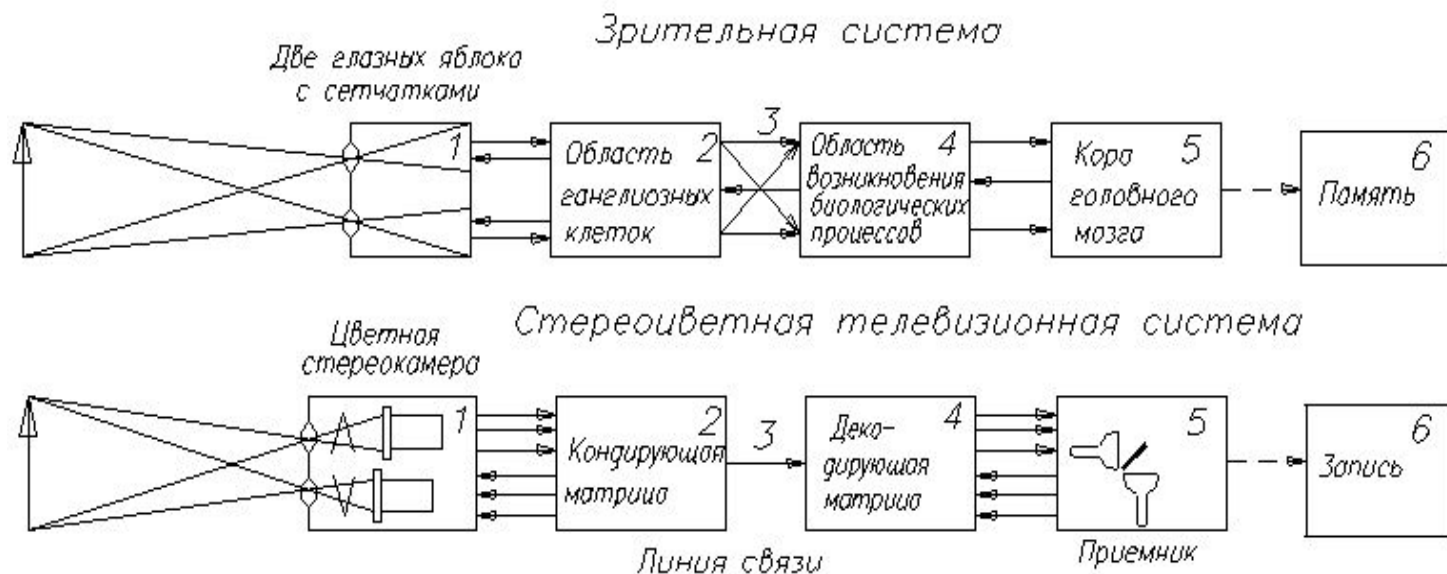 Зрительная система
Две глазных яблока
с сетчатками
1
Область
ганглиозных
клеток
2
3
Область
возникновения
биологических
процессов
4
Кора
головного
мозга
5
Память
6
Стереоцветная телевизионная система
Цветная
стереокамера
1
Кондирующая
матрица
2
3
Деко-
дирующая
матрица
4
5
Запись
6
Линия связи
Приемник